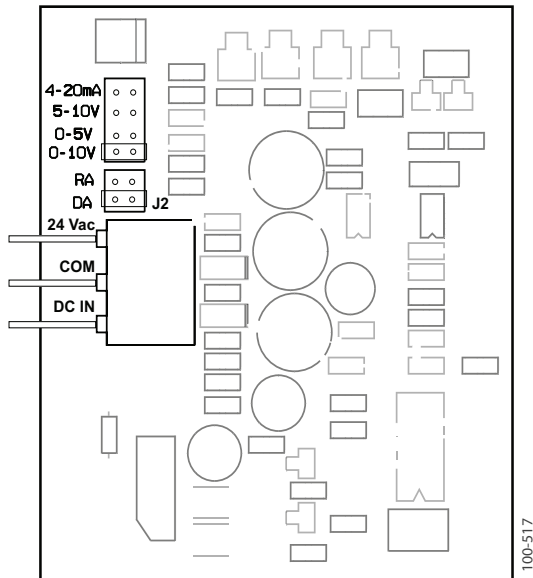 4-20mA
5-10V
0-5V
0-10V
RA
DA
J2
24 Vac
COM
DC IN
100-517